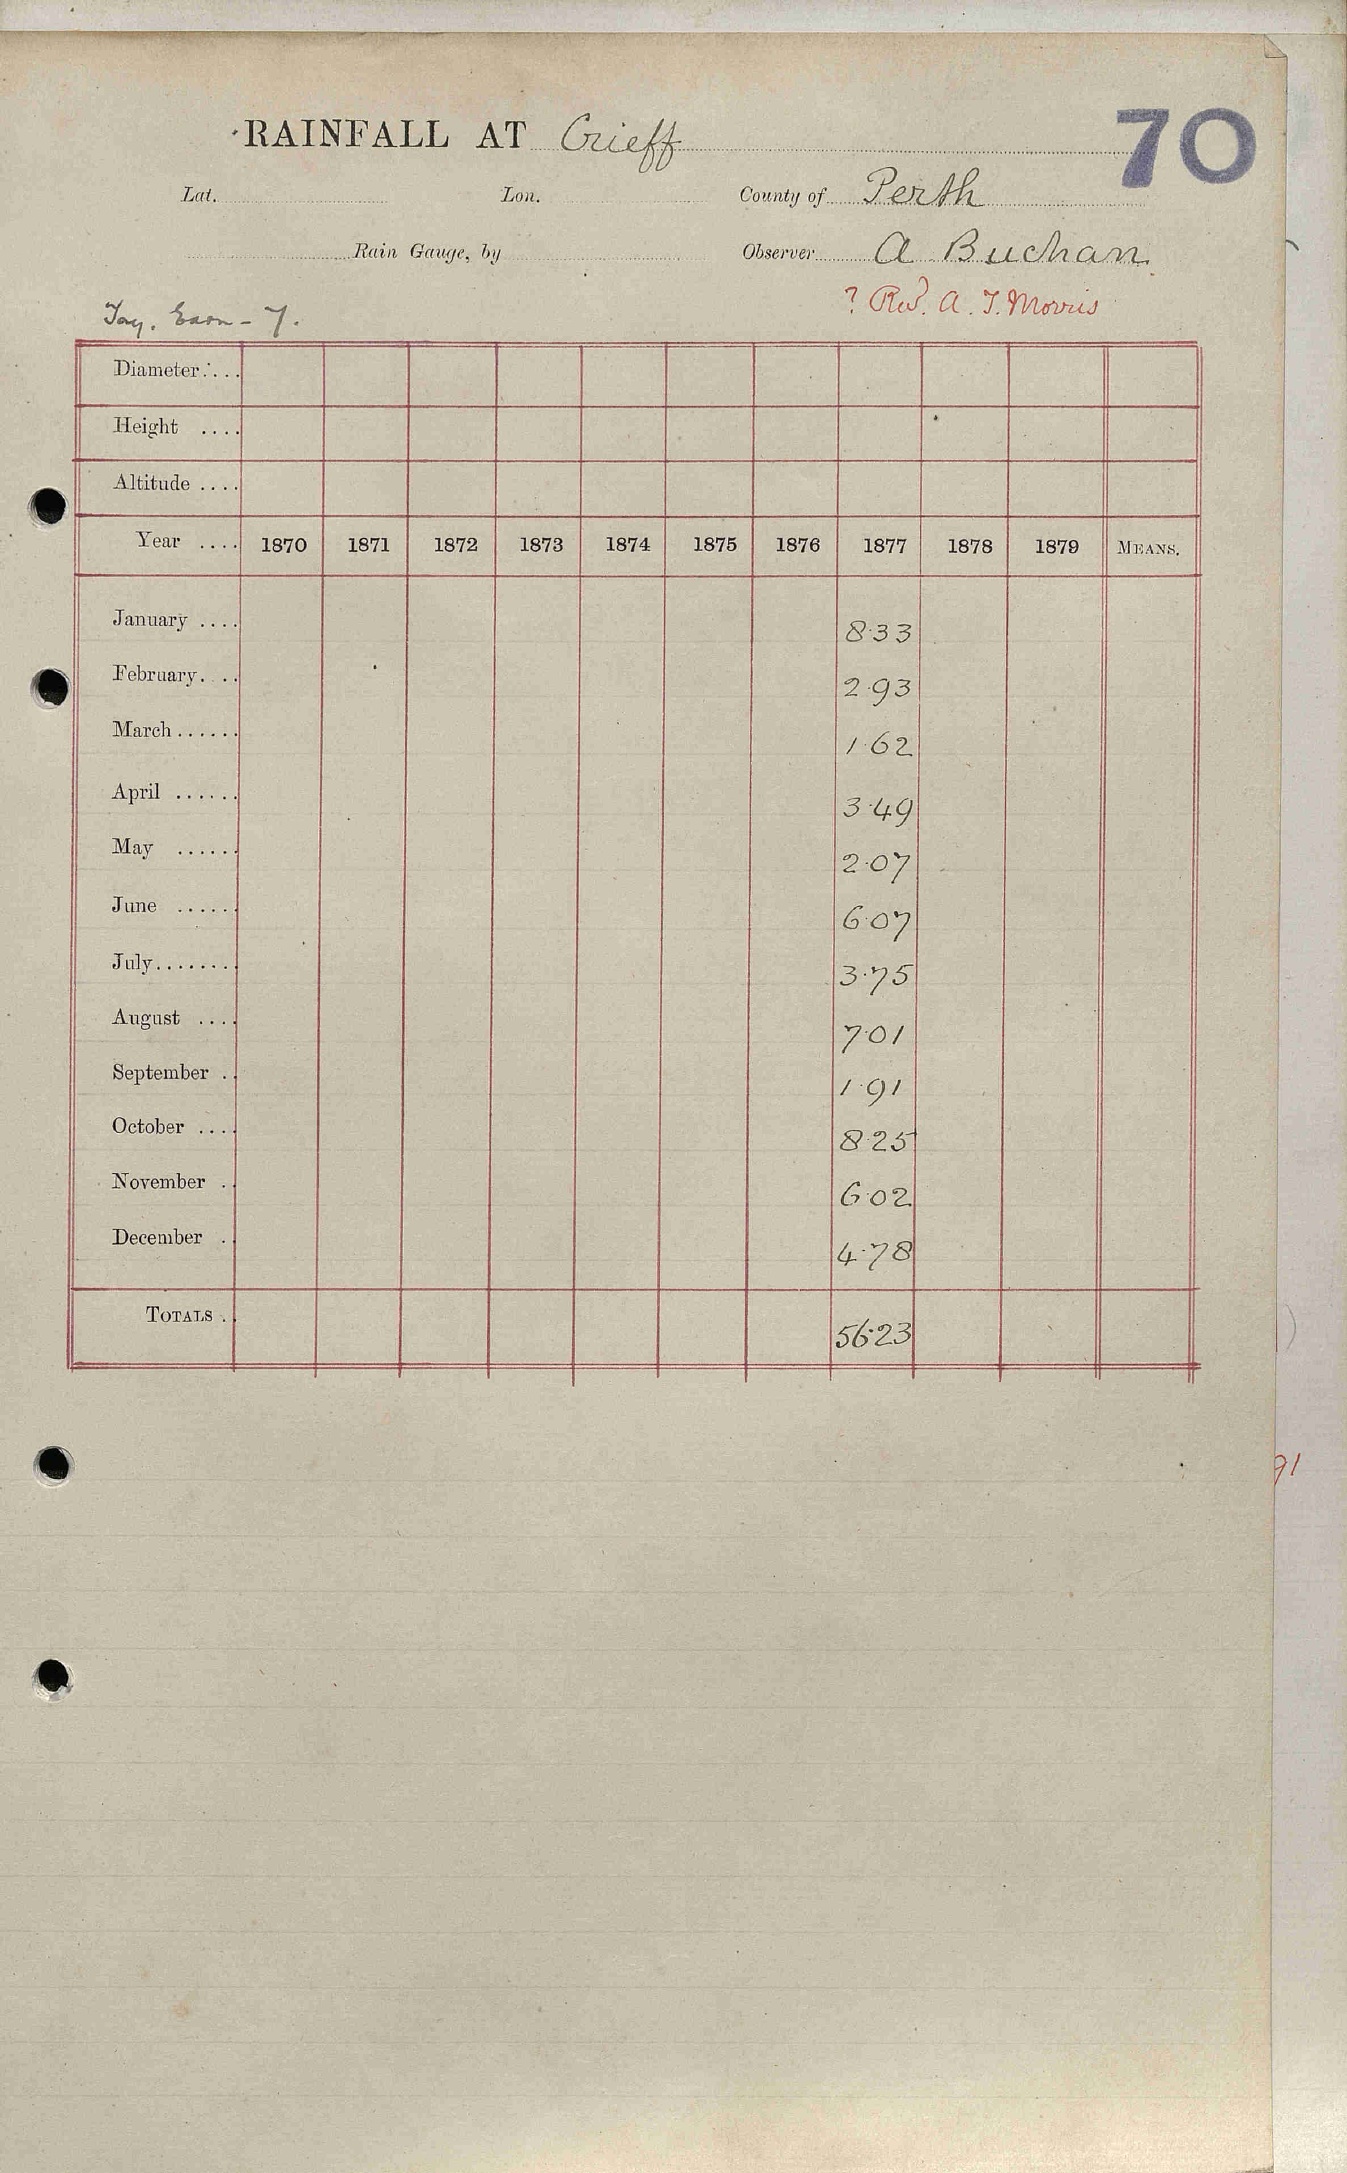 RAINFALL AT Crieff 70
Lat. Lon. County of Perth
Rain Gauge, by Observer A Buchan
? Revd. A. T. Morris
Tay. Earn - 7.
Diameter....
Height ....
Altitude ....
Year .... 1870 1871 1872 1873 1874 1875 1876 1877 1878 1879 MEANS.
January .... 8.33
February.... 2.93
March...... 1.62
April ...... 3.49
May ...... 2.07
June ...... 6.07
July........ 3.75
August .... 7.01
September .. 1.91
October .... 8.25
November .. 6.02
December . 4.78
TOTALS . 56.23
91